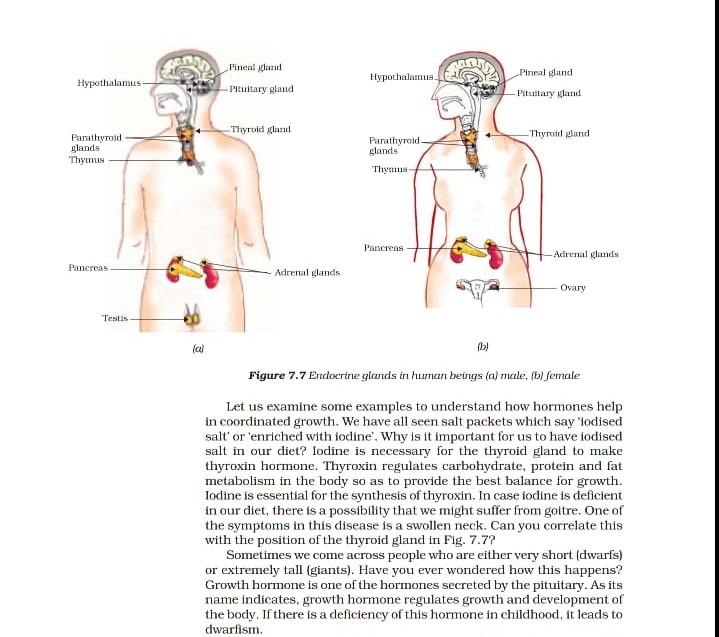 Hypothalamus
Pineal gland
Pituitary gland
Parathyroid
glands
Thyroid gland
Thymus
Pancreas
Adrenal glands
Testis
(a)
Hypothalamus
Pineal gland
Pituitary gland
Parathyroid
glands
Thyroid gland
Thymus
Pancreas
Adrenal glands
Ovary
(b)
Figure 7.7 Endocrine glands in human beings (a) male, (b) female
Let us examine some examples to understand how hormones help
in coordinated growth. We have all seen salt packets which say 'iodised
salt' or 'enriched with iodine'. Why is it important for us to have iodised
salt in our diet? Iodine is necessary for the thyroid gland to make
thyroxin hormone. Thyroxin regulates carbohydrate, protein and fat
metabolism in the body so as to provide the best balance for growth.
Iodine is essential for the synthesis of thyroxin. In case iodine is deficient
in our diet, there is a possibility that we might suffer from goitre. One of
the symptoms in this disease is a swollen neck. Can you correlate this
with the position of the thyroid gland in Fig. 7.7?
Sometimes we come across people who are either very short (dwarfs)
or extremely tall (giants). Have you ever wondered how this happens?
Growth hormone is one of the hormones secreted by the pituitary. As its
name indicates, growth hormone regulates growth and development of
the body. If there is a deficiency of this hormone in childhood, it leads to
dwarfism.